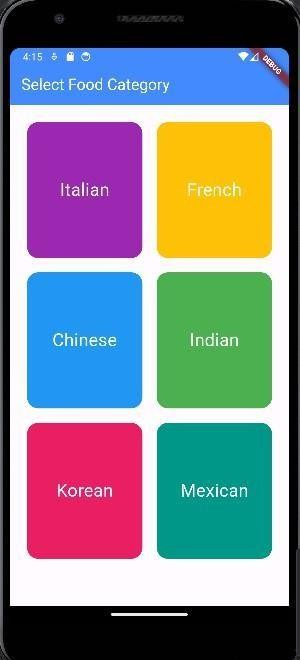 4:15
DEBUG
Select Food Category
Italian
French
Chinese
Indian
Korean
Mexican